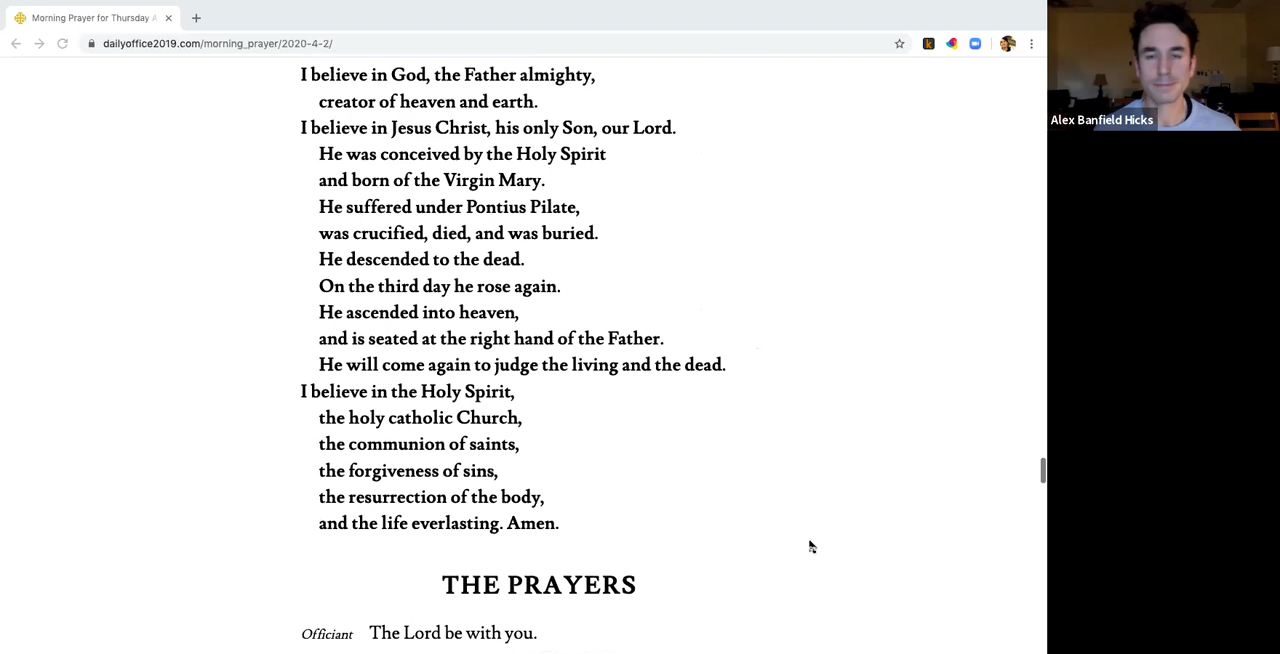 Morning Prayer for Thursday
dailyoffice2019.com/morning_prayer/2020-4-2/
Alex Banfield Hicks
I believe in God, the Father almighty,
creator of heaven and earth.
I believe in Jesus Christ, his only Son, our Lord.
He was conceived by the Holy Spirit
and born of the Virgin Mary.
He suffered under Pontius Pilate,
was crucified, died, and was buried.
He descended to the dead.
On the third day he rose again.
He ascended into heaven,
and is seated at the right hand of the Father.
He will come again to judge the living and the dead.
I believe in the Holy Spirit,
the holy catholic Church,
the communion of saints,
the forgiveness of sins,
the resurrection of the body,
and the life everlasting. Amen.
THE PRAYERS
Officiant The Lord be with you.